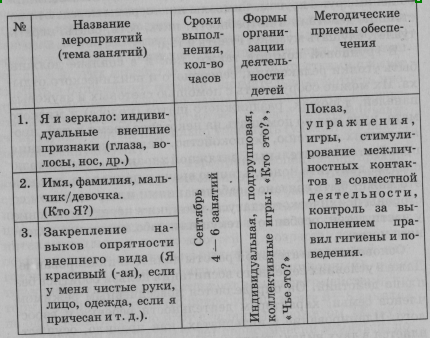 №
Название
мероприятий
(тема занятий)
Сроки
выпол-
нения,
кол-во
часов
Формы
органи-
зации
деятель-
ности
детей
Методические
приемы обеспе-
чения
1.
Я и зеркало: индиви-
дуальные внешние
признаки (глаза, во-
лосы, нос, др.)
2.
Имя, фамилия, маль-
чик/девочка.
(Кто Я?)
3.
Закрепление на-
выков опрятности
внешнего вида (Я
красивый (-ая), если
у меня чистые руки,
лицо, одежда, если я
причесан и т. д.).
Сентябрь
4 — 6 занятий
Индивидуальная, подгрупповая,
коллективные игры: «Кто это?»,
«Чье это?»
Показ,
упражнения,
игры, стимули-
рование межлич-
ностных контак-
тов в совместной
деятельности,
контроль за вы-
полнением пра-
вил гигиены и по-
ведения.